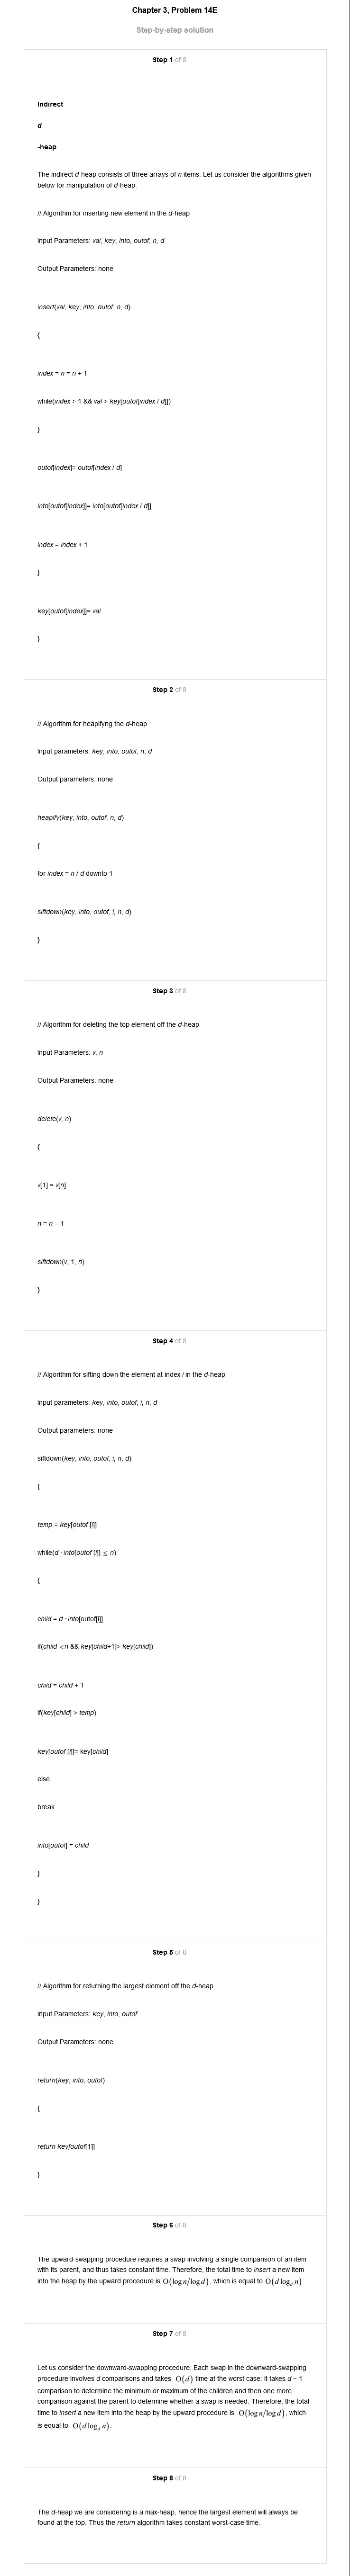 Chapter 3, Problem 14E
Step-by-step solution
Step 1 of 8
Indirect
d
-heap
The indirect d-heap consists of three arrays of n items. Let us consider the algorithms given
below for manipulation of d-heap.
// Algorithm for inserting new element in the d-heap
Input Parameters: val, key, into, outof, n, d
Output Parameters: none
insert(val, key, into, outof, n, d)
{
index = n = n + 1
while(index > 1 && val > key[outof[index / d]])
}
outof[index]= outof[index / d]
into[outof[index]]= into[outof[index / d]]
index = index + 1
}
key[outof[index]]= val
}
Step 2 of 8
// Algorithm for heapifyng the d-heap
Input parameters: key, into, outof, n, d
Output parameters: none
heapify(key, into, outof, n, d)
{
for index = n / d downto 1
siftdown(key, into, outof, i, n, d)
}
Step 3 of 8
// Algorithm for deleting the top element off the d-heap
Input Parameters: v, n
Output Parameters: none
delete(v, n)
{
v[1] = v[n]
n = n – 1
siftdown(v, 1, n)
}
Step 4 of 8
// Algorithm for sifting down the element at index i in the d-heap
Input parameters: key, into, outof, i, n, d
Output parameters: none
siftdown(key, into, outof, i, n, d)
{
temp = key[outof [i]]
while(d · into[outof [i]] ≤ n)
{
child = d · into[outof[i]]
if(child < n && key[child+1]> key[child])
child = child + 1
if(key[child] > temp)
key[outof [i]]= key[child]
else
break
into[outof] = child
}
}
Step 5 of 8
// Algorithm for returning the largest element off the d-heap
Input Parameters: key, into, outof
Output Parameters: none
return(key, into, outof)
{
return key[outof[1]]
}
Step 6 of 8
The upward-swapping procedure requires a swap involving a single comparison of an item
with its parent, and thus takes constant time. Therefore, the total time to insert a new item
into the heap by the upward procedure is O(log n/log d), which is equal to O(d log_d n).
Step 7 of 8
Let us consider the downward-swapping procedure. Each swap in the downward-swapping
procedure involves d comparisons and takes O(d) time at the worst case: it takes d – 1
comparison to determine the minimum or maximum of the children and then one more
comparison against the parent to determine whether a swap is needed. Therefore, the total
time to insert a new item into the heap by the upward procedure is O(log n/log d), which
is equal to O(d log_d n).
Step 8 of 8
The d-heap we are considering is a max-heap, hence the largest element will always be
found at the top. Thus the return algorithm takes constant worst-case time.